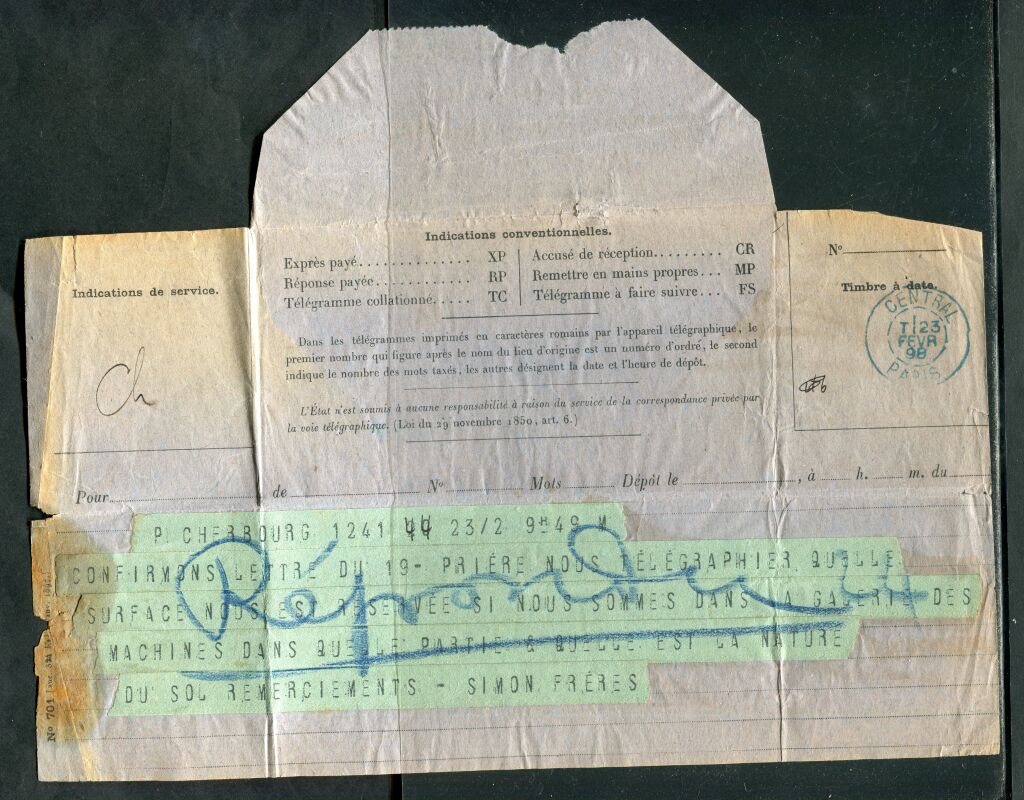 Indications conventionnelles.
Exprès payé............... XP
Réponse payée............ RP
Télégramme collationné..... TC
Accusé de réception......... CR
Remettre en mains propres... MP
Télégramme à faire suivre... FS
Dans les télégrammes imprimés en caractères romains par l'appareil télégraphique, le
premier nombre qui figure après le nom du lieu d'origine est un numéro d'ordre, le second
indique le nombre des mots taxés, les autres désignent la date et l'heure de dépôt.
L'État n'est soumis à aucune responsabilité à raison du service de la correspondance privée par
la voie télégraphique. (Loi du 29 novembre 1850, art. 6.)
Indications de service.
Ch
N°
Timbre à date.
CENTRAL
T 23
FEVR
98
PARIS
Pour de N° Mots Dépôt le , à h. m. du
P. CHERBOURG 1241 44 23/2 9H49 M
CONFIRMONS LETTRE DU 19- PRIÈRE NOUS TÉLÉGRAPHIER QUELLE
SURFACE NOUS EST RÉSERVÉE SI NOUS SOMMES DANS LA GALERIE DES
MACHINES DANS QUELLE PARTIE & QUELLE EST LA NATURE
DU SOL REMERCIEMENTS - SIMON FRÉRES
N° 701